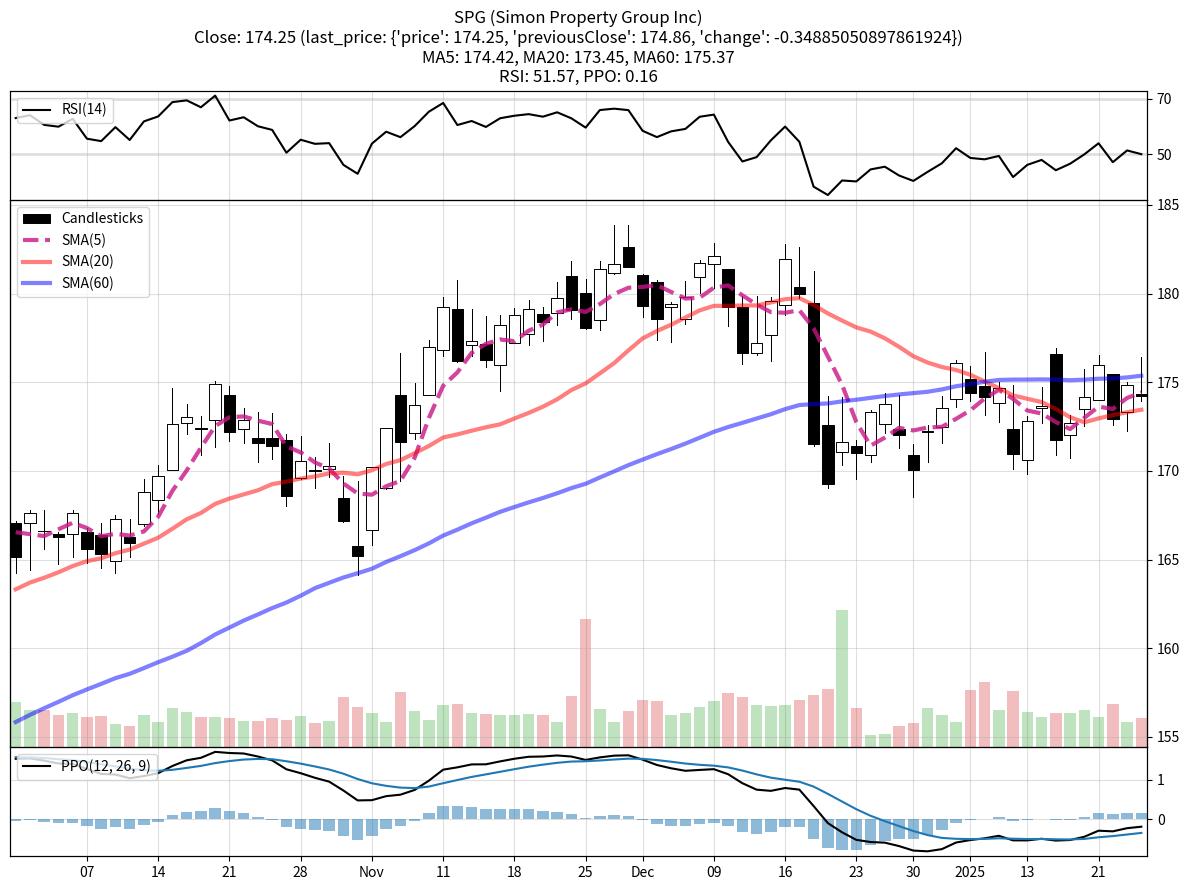 SPG (Simon Property Group Inc)
Close: 174.25 (last_price: {'price': 174.25, 'previousClose': 174.86, 'change': -0.34885050897861924})
MA5: 174.42, MA20: 173.45, MA60: 175.37
RSI: 51.57, PPO: 0.16
RSI(14)
70
50
Candlesticks
SMA(5)
SMA(20)
SMA(60)
185
180
175
170
165
160
155
PPO(12, 26, 9)
1
0
07 14 21 28 Nov 11 18 25 Dec 09 16 23 30 2025 13 21